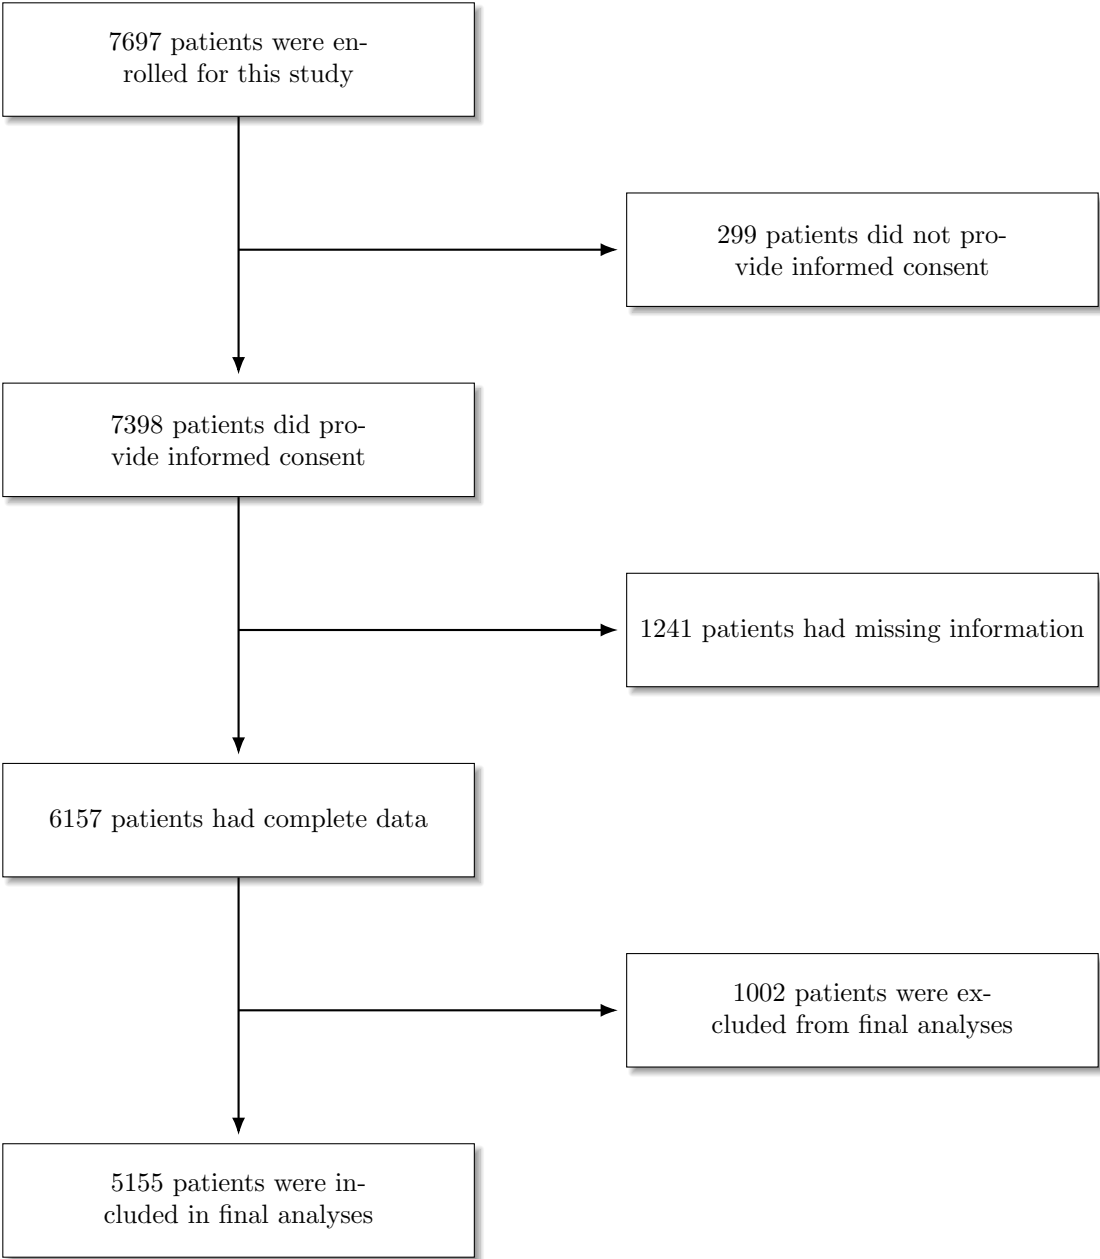 7697 patients were en-
rolled for this study
299 patients did not pro-
vide informed consent
7398 patients did pro-
vide informed consent
1241 patients had missing information
6157 patients had complete data
1002 patients were ex-
cluded from final analyses
5155 patients were in-
cluded in final analyses